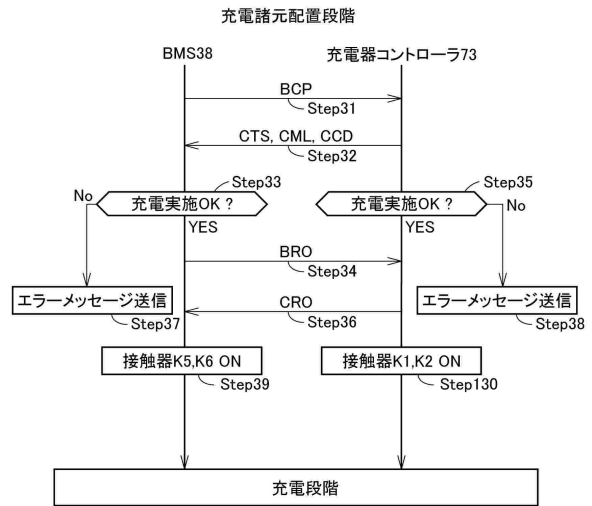 充電諸元配置段階
BMS38
充電器コントローラ73
BCP
Step31
CTS, CML, CCD
Step32
Step33
Step35
No
充電実施OK ?
充電実施OK ?
No
YES
YES
BRO
Step34
エラーメッセージ送信
CRO
エラーメッセージ送信
Step37
Step36
Step38
接触器K5,K6 ON
接触器K1,K2 ON
Step39
Step130
充電段階